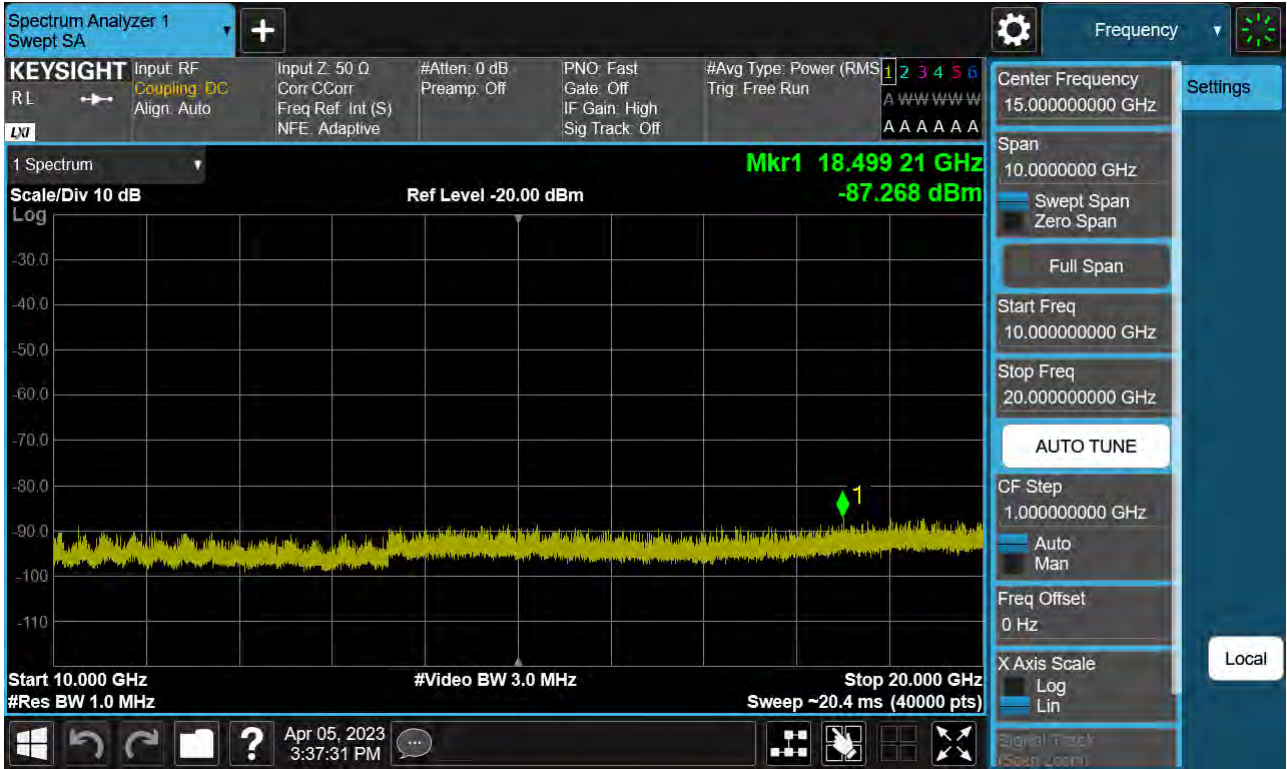 Spectrum Analyzer 1
Swept SA
+
Frequency
KEYSIGHT
RL
LXI
Input: RF
Coupling: DC
Align: Auto
Input Z: 50 Ω
Corr CCorr
Freq Ref: Int (S)
NFE: Adaptive
#Atten: 0 dB
Preamp: Off
PNO: Fast
Gate: Off
IF Gain: High
Sig Track: Off
#Avg Type: Power (RMS
Trig: Free Run
1 2 3 4 5 6
A W W W W W
A A A A A A
1 Spectrum
Scale/Div 10 dB
Ref Level -20.00 dBm
Mkr1 18.499 21 GHz
-87.268 dBm
Log
-30.0
-40.0
-50.0
-60.0
-70.0
-80.0
-90.0
-100
-110
1
Start 10.000 GHz
#Video BW 3.0 MHz
Stop 20.000 GHz
#Res BW 1.0 MHz
Sweep ~20.4 ms (40000 pts)
Center Frequency
15.000000000 GHz
Settings
Span
10.0000000 GHz
Swept Span
Zero Span
Full Span
Start Freq
10.000000000 GHz
Stop Freq
20.000000000 GHz
AUTO TUNE
CF Step
1.000000000 GHz
Auto
Man
Freq Offset
0 Hz
X Axis Scale
Log
Lin
Local
Signal Track
(Span Zoom)
?
Apr 05, 2023
3:37:31 PM